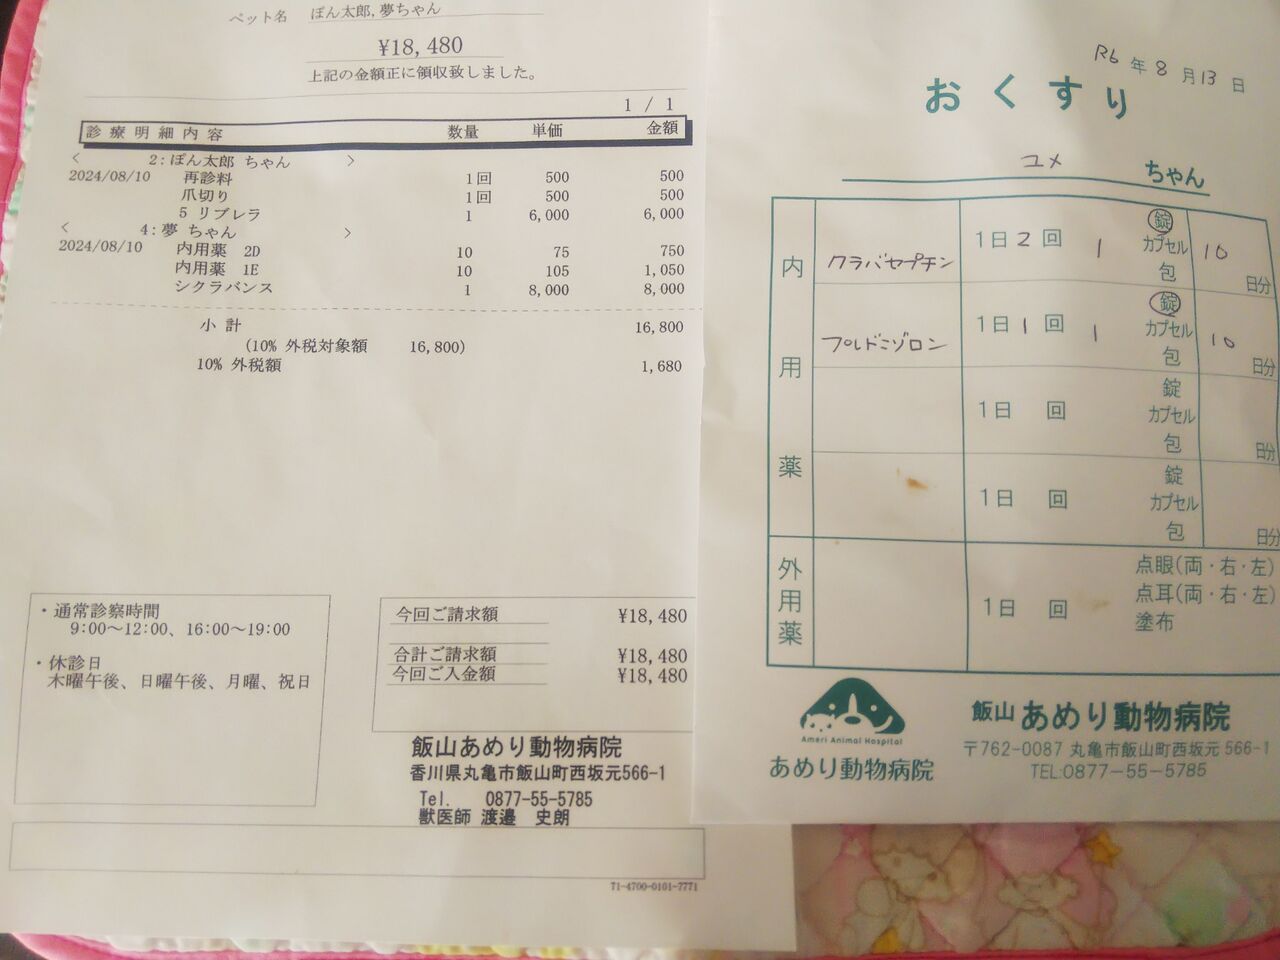 ペット名 ぽん太郎,夢ちゃん
¥18,480
上記の金額正に領収致しました。
1 / 1
診療明細内容 数量 単価 金額
< 2:ぽん太郎 ちゃん >
2024/08/10 再診料 1回 500 500
爪切り 1回 500 500
5 リブレラ 1 6,000 6,000
< 4:夢 ちゃん >
2024/08/10 内用薬 2D 10 75 750
内用薬 1E 10 105 1,050
シクラバンス 1 8,000 8,000
小 計 16,800
(10% 外税対象額 16,800)
10% 外税額 1,680
・通常診察時間
9:00〜12:00、16:00〜19:00
・休診日
木曜午後、日曜午後、月曜、祝日
今回ご請求額 ¥18,480
合計ご請求額 ¥18,480
今回ご入金額 ¥18,480
飯山あめり動物病院
香川県丸亀市飯山町西坂元566-1
Tel. 0877-55-5785
獣医師 渡邉 史朗
71-4700-0101-7771
R6 年 8 月 13 日
おくすり
ユメ ちゃん
内用薬
クラバセプチン 1日 2 回 1 錠 カプセル 包 10 日分
プレドニゾロン 1日 1 回 1 錠 カプセル 包 10 日分
1日 回 錠 カプセル 包 日分
1日 回 錠 カプセル 包 日分
外用薬
1日 回 点眼(両・右・左)
点耳(両・右・左)
塗布
Ameri Animal Hospital
あめり動物病院
飯山 あめり動物病院
〒762-0087 丸亀市飯山町西坂元 566-1
TEL:0877-55-5785